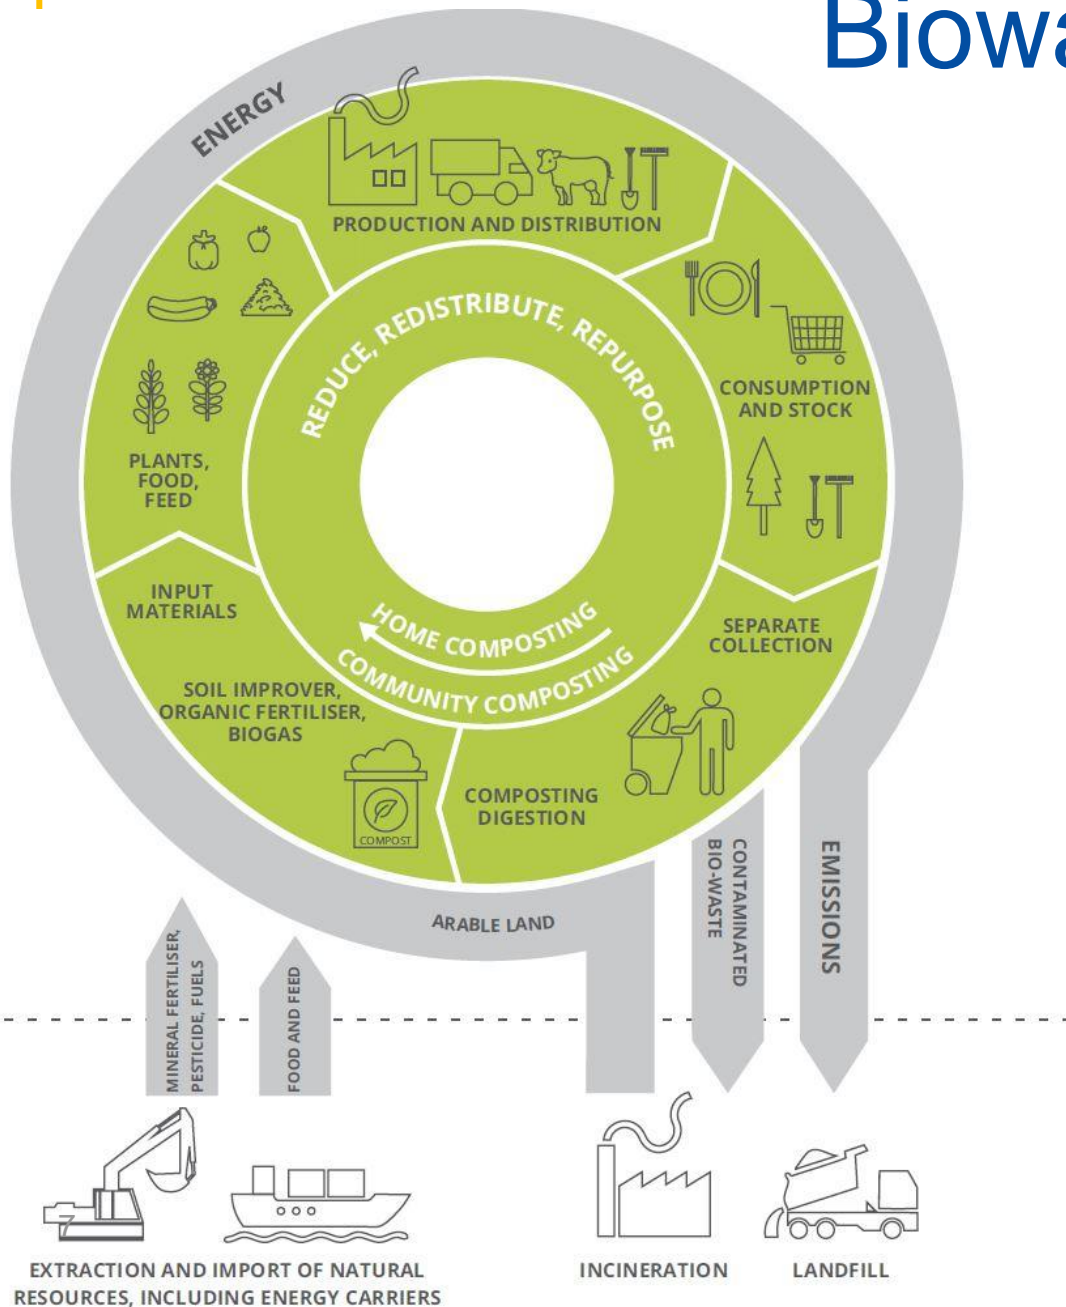 Biowa
ENERGY
PRODUCTION AND DISTRIBUTION
REDUCE, REDISTRIBUTE, REPURPOSE
CONSUMPTION
AND STOCK
PLANTS,
FOOD,
FEED
INPUT
MATERIALS
HOME COMPOSTING
COMMUNITY COMPOSTING
SEPARATE
COLLECTION
SOIL IMPROVER,
ORGANIC FERTILISER,
BIOGAS
COMPOST
COMPOSTING
DIGESTION
CONTAMINATED
BIO-WASTE
EMISSIONS
ARABLE LAND
MINERAL FERTILISER,
PESTICIDE, FUELS
FOOD AND FEED
7
EXTRACTION AND IMPORT OF NATURAL
RESOURCES, INCLUDING ENERGY CARRIERS
INCINERATION
LANDFILL